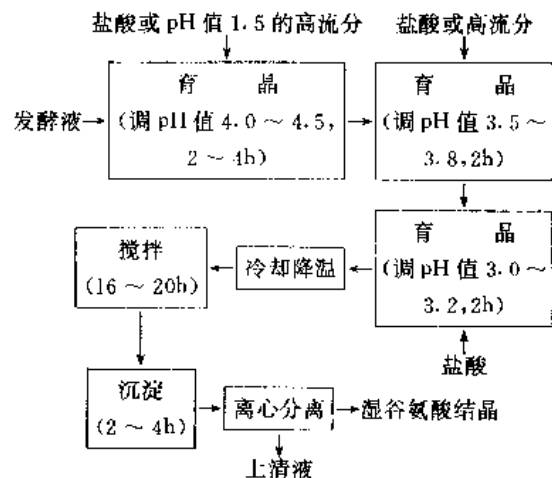 盐酸或pH值1.5的高流分
盐酸或高流分
育 晶
(调pH值4.0～4.5,
2～4h)
发酵液
育 晶
(调pH值3.5～
3.8,2h)
育 晶
(调pH值3.0～
3.2,2h)
盐酸
冷却降温
搅拌
(16～20h)
沉淀
(2～4h)
离心分离
湿谷氨酸结晶
上清液